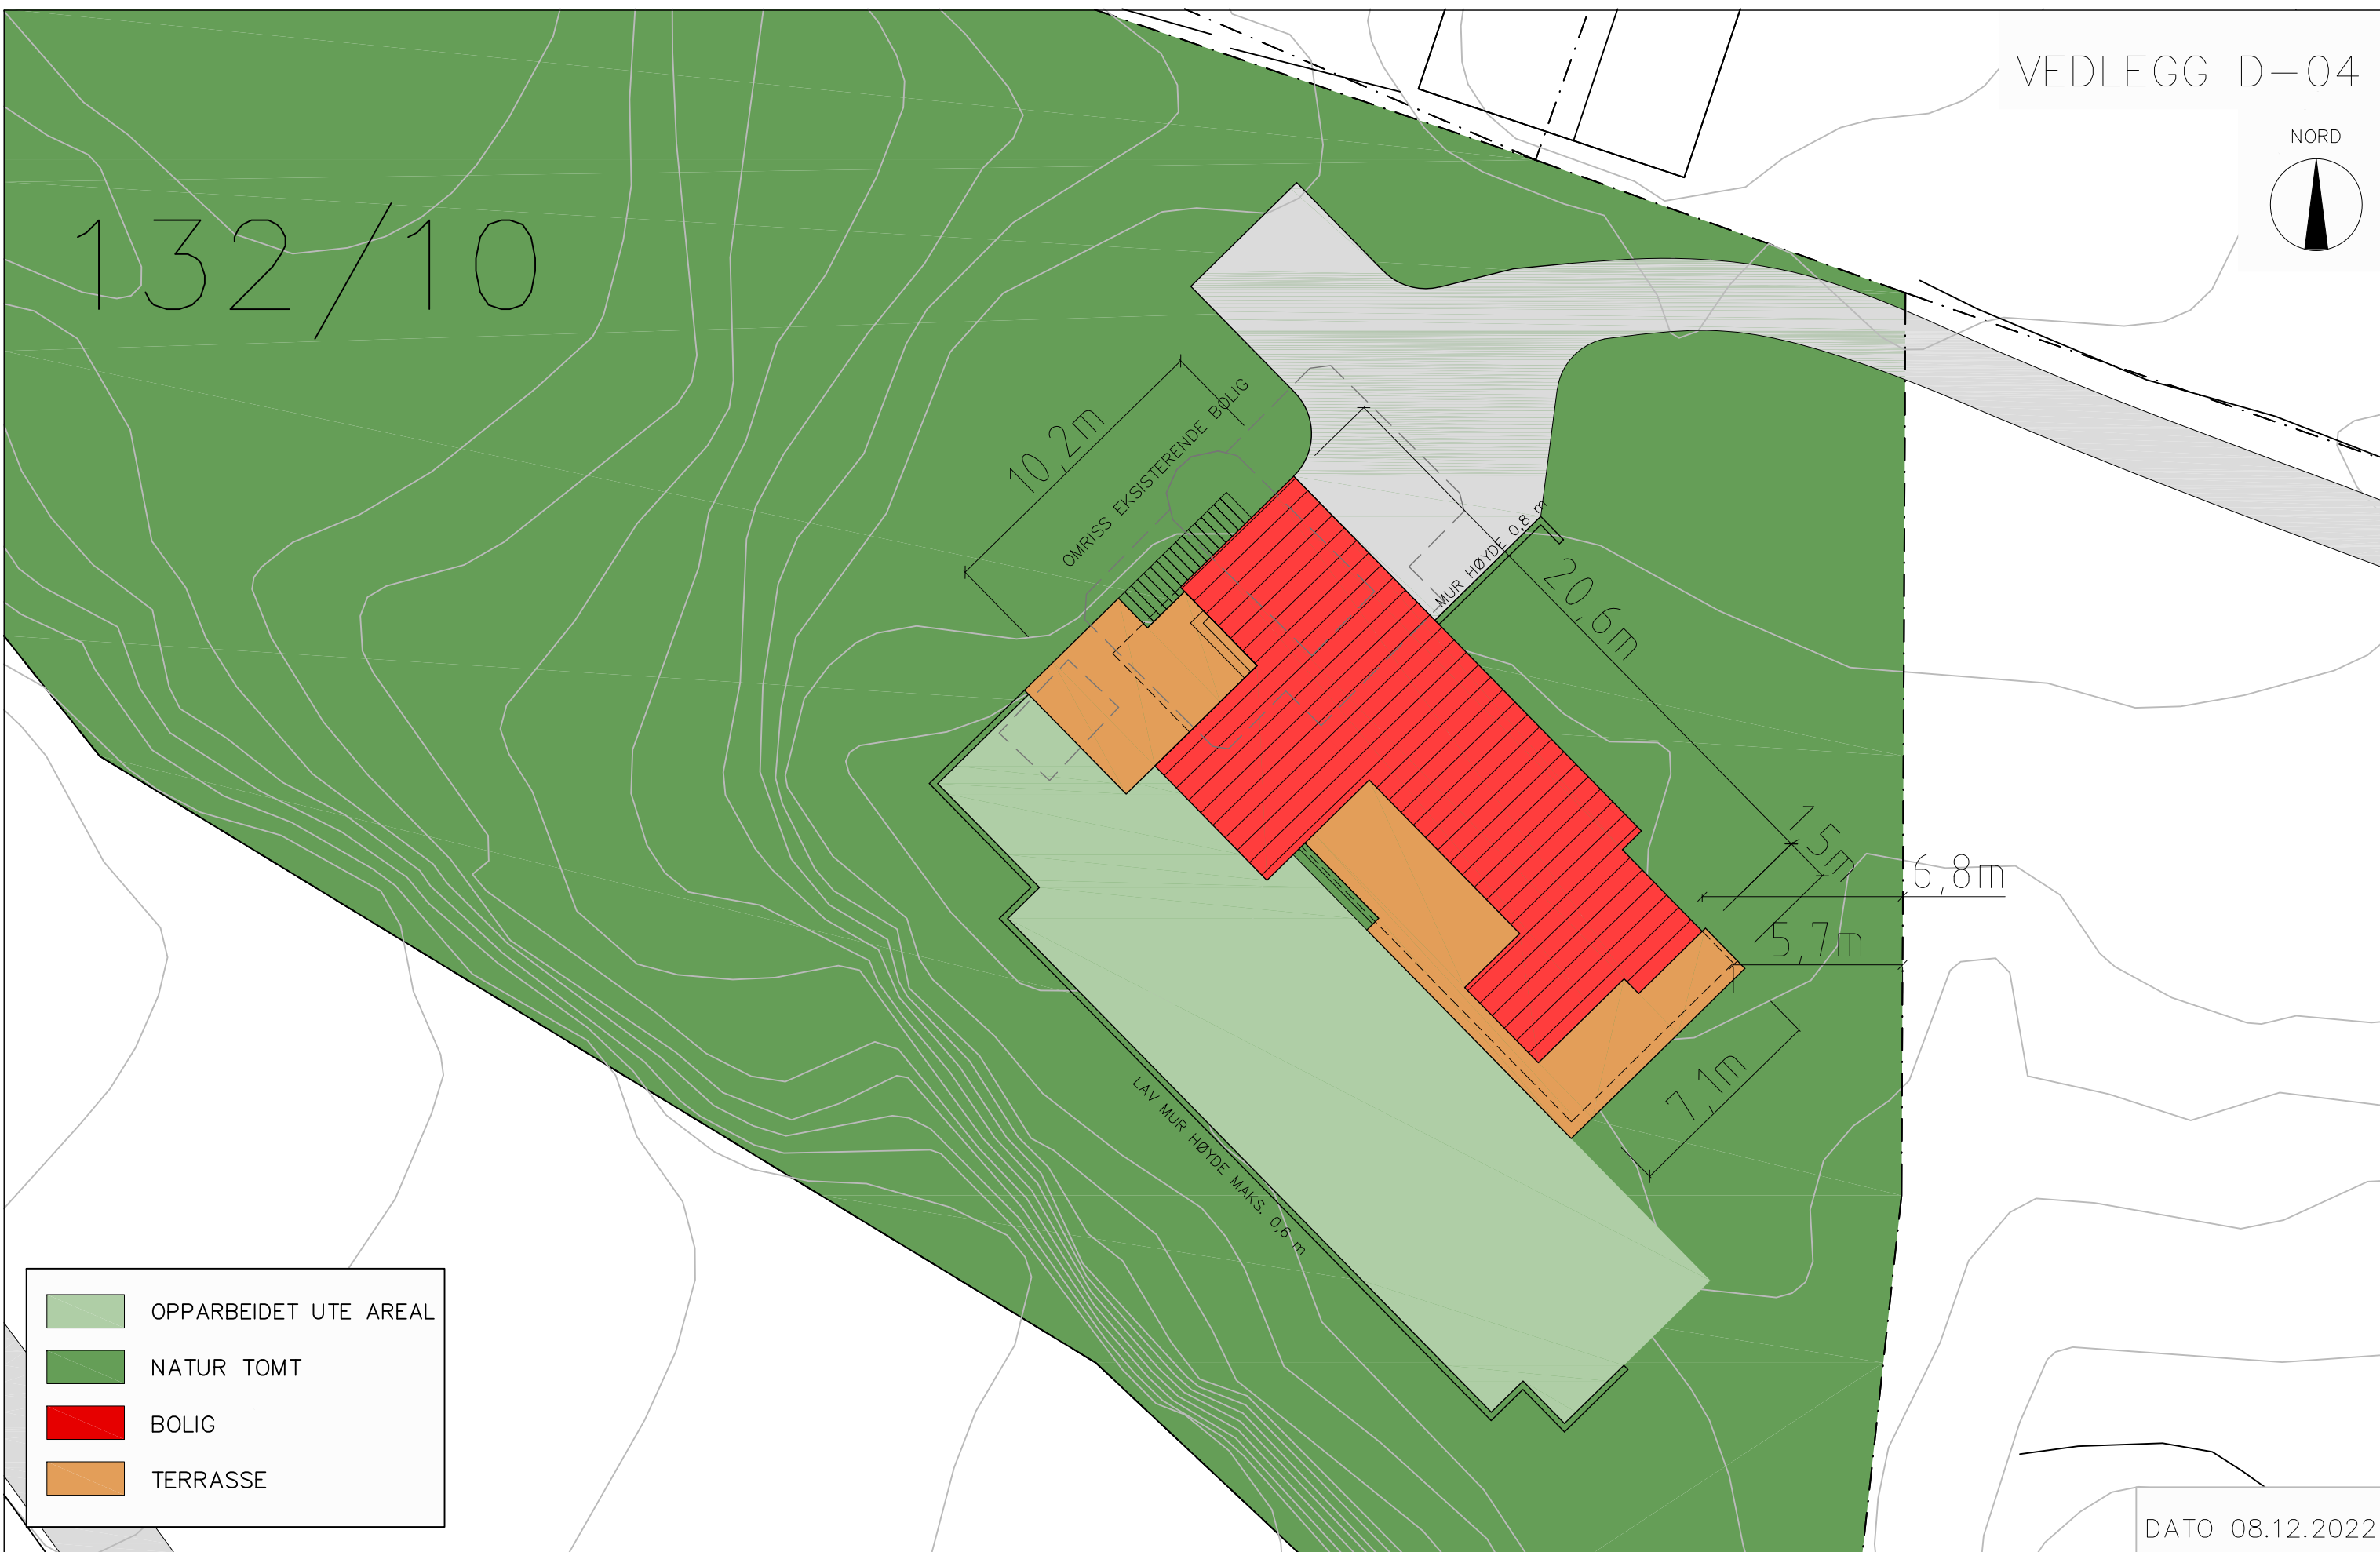 VEDLEGG D-04
NORD
132/10
10,2m
OMRISS EKSISTERENDE BOLIG
MUR HØYDE 0,8 m
20,6m
1,5m
6,8m
5,7m
7,1m
LAV MUR HØYDE MAKS. 0,6 m
OPPARBEIDET UTE AREAL
NATUR TOMT
BOLIG
TERRASSE
DATO 08.12.2022